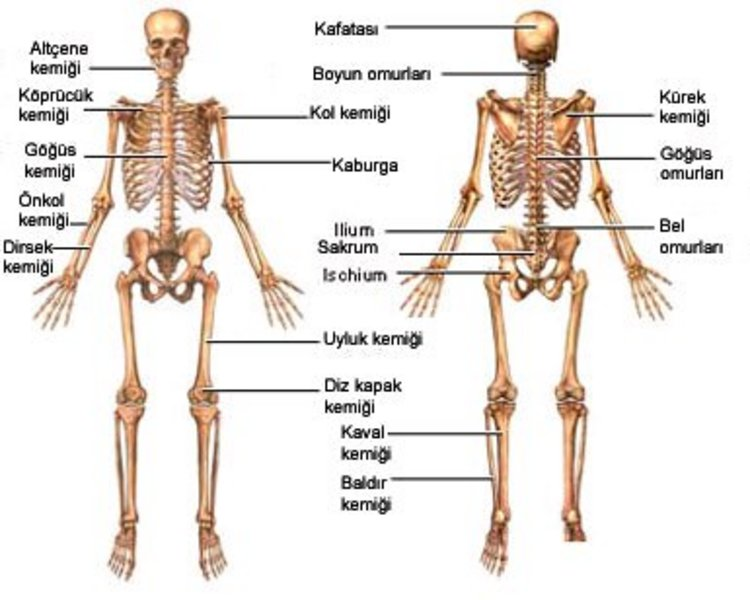 Altçene
kemiği
Köprücük
kemiği
Göğüs
kemiği
Önkol
kemiği
Dirsek
kemiği
Kafatası
Boyun omurları
Kol kemiği
Kaburga
Ilium
Sakrum
Ischium
Uyluk kemiği
Diz kapak
kemiği
Kaval
kemiği
Baldır
kemiği
Kürek
kemiği
Göğüs
omurları
Bel
omurları